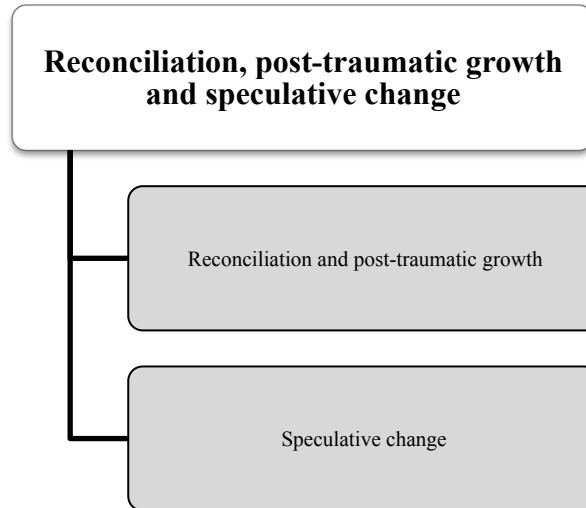 Reconciliation, post-traumatic growth
and speculative change
Reconciliation and post-traumatic growth
Speculative change